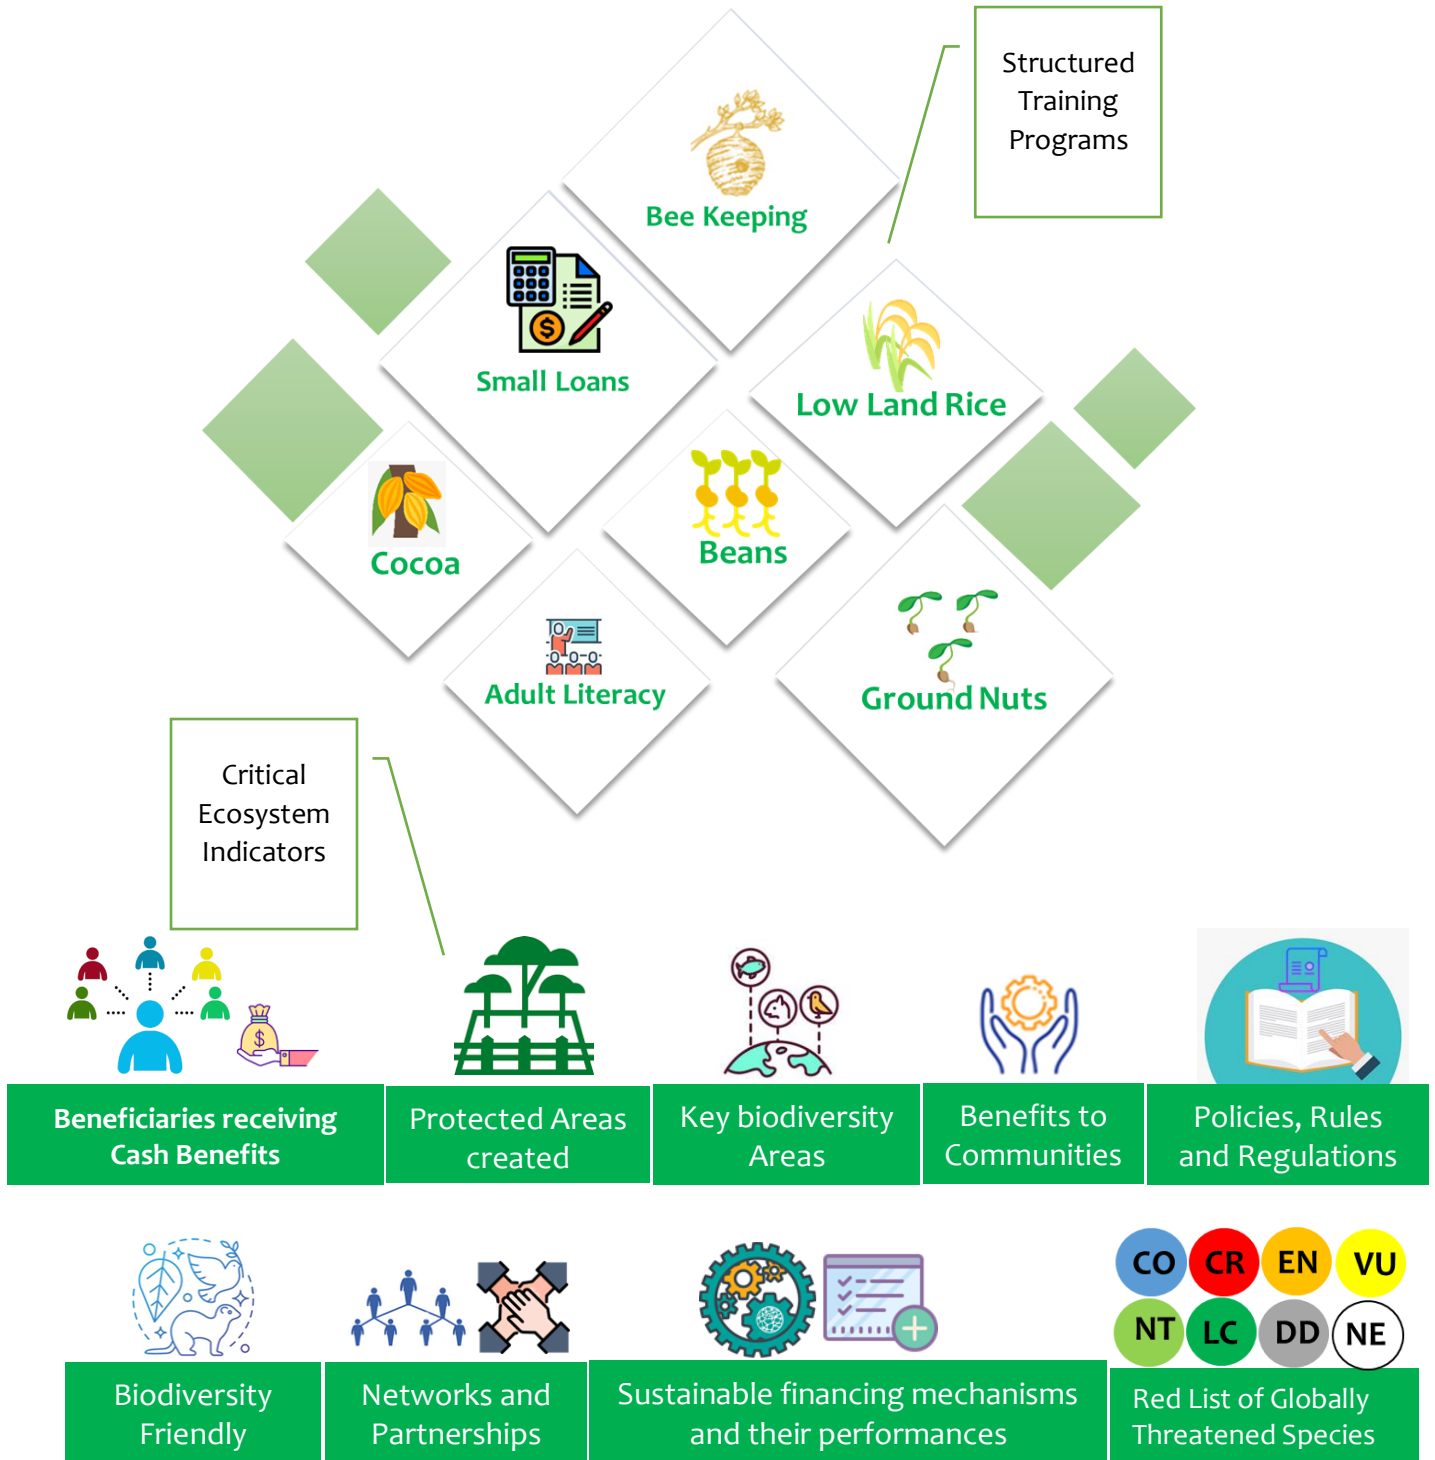 Structured
Training
Programs
Bee Keeping
Small Loans
Low Land Rice
Cocoa
Beans
Adult Literacy
Ground Nuts
Critical
Ecosystem
Indicators
$
$
Beneficiaries receiving
Cash Benefits
Protected Areas
created
Key biodiversity
Areas
Benefits to
Communities
Policies, Rules
and Regulations
CO CR EN VU
NT LC DD NE
Biodiversity
Friendly
Networks and
Partnerships
Sustainable financing mechanisms
and their performances
Red List of Globally
Threatened Species